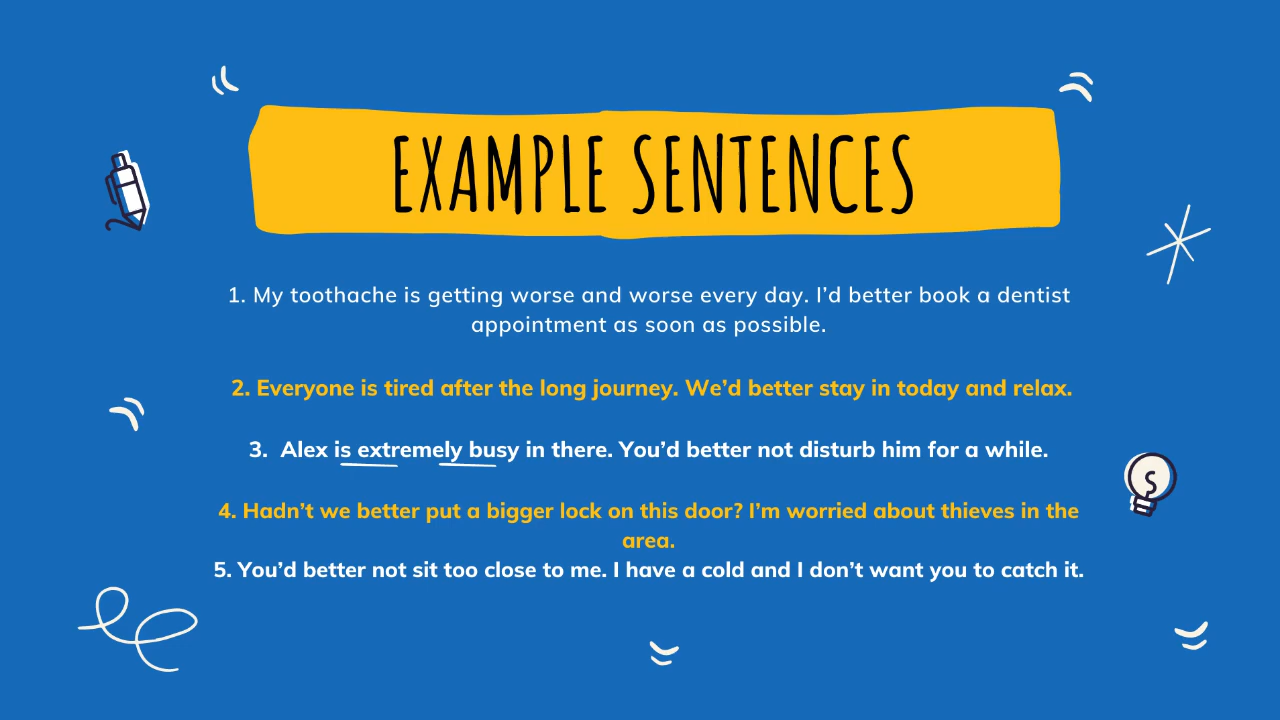 EXAMPLE SENTENCES
1. My toothache is getting worse and worse every day. I’d better book a dentist
appointment as soon as possible.
2. Everyone is tired after the long journey. We’d better stay in today and relax.
3.  Alex is extremely busy in there. You’d better not disturb him for a while.
4. Hadn’t we better put a bigger lock on this door? I’m worried about thieves in the
area.
5. You’d better not sit too close to me. I have a cold and I don’t want you to catch it.